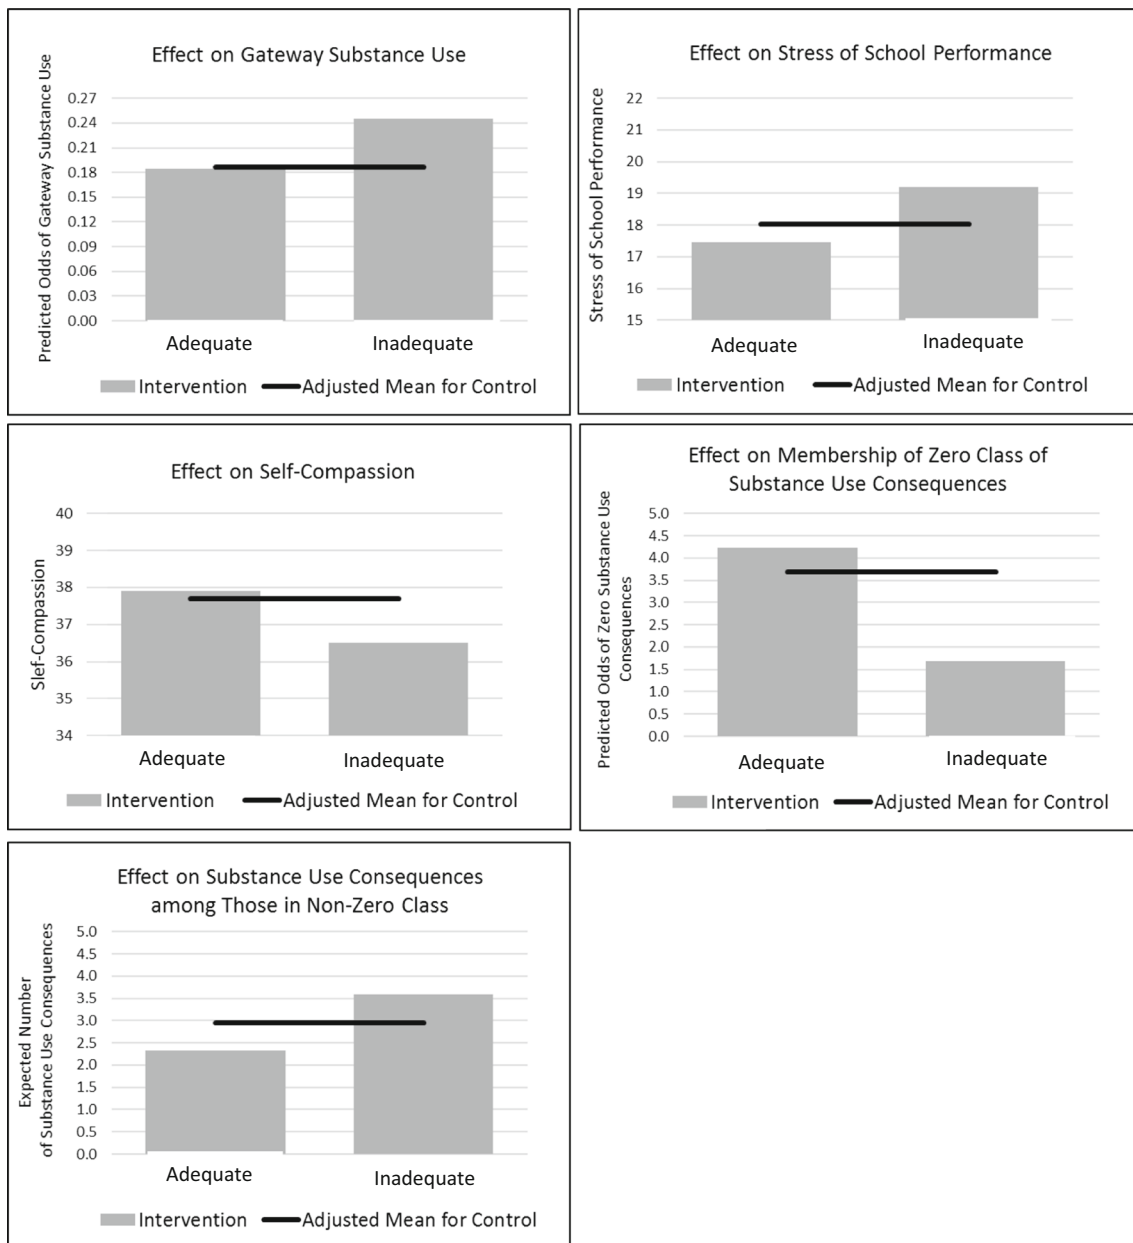 Effect on Gateway Substance Use
Predicted Odds of Gateway Substance Use
0.27
0.24
0.21
0.18
0.15
0.12
0.09
0.06
0.03
0.00
Adequate
Inadequate
Intervention
Adjusted Mean for Control
Effect on Stress of School Performance
Stress of School Performance
22
21
20
19
18
17
16
15
Adequate
Inadequate
Intervention
Adjusted Mean for Control
Effect on Self-Compassion
Slef-Compassion
40
39
38
37
36
35
34
Adequate
Inadequate
Intervention
Adjusted Mean for Control
Effect on Membership of Zero Class of
Substance Use Consequences
Predicted Odds of Zero Substance Use
Consequences
5.0
4.5
4.0
3.5
3.0
2.5
2.0
1.5
1.0
0.5
0.0
Adequate
Inadequate
Intervention
Adjusted Mean for Control
Effect on Substance Use Consequences
among Those in Non-Zero Class
Expected Number
of Substance Use Consequences
5.0
4.5
4.0
3.5
3.0
2.5
2.0
1.5
1.0
0.5
0.0
Adequate
Inadequate
Intervention
Adjusted Mean for Control